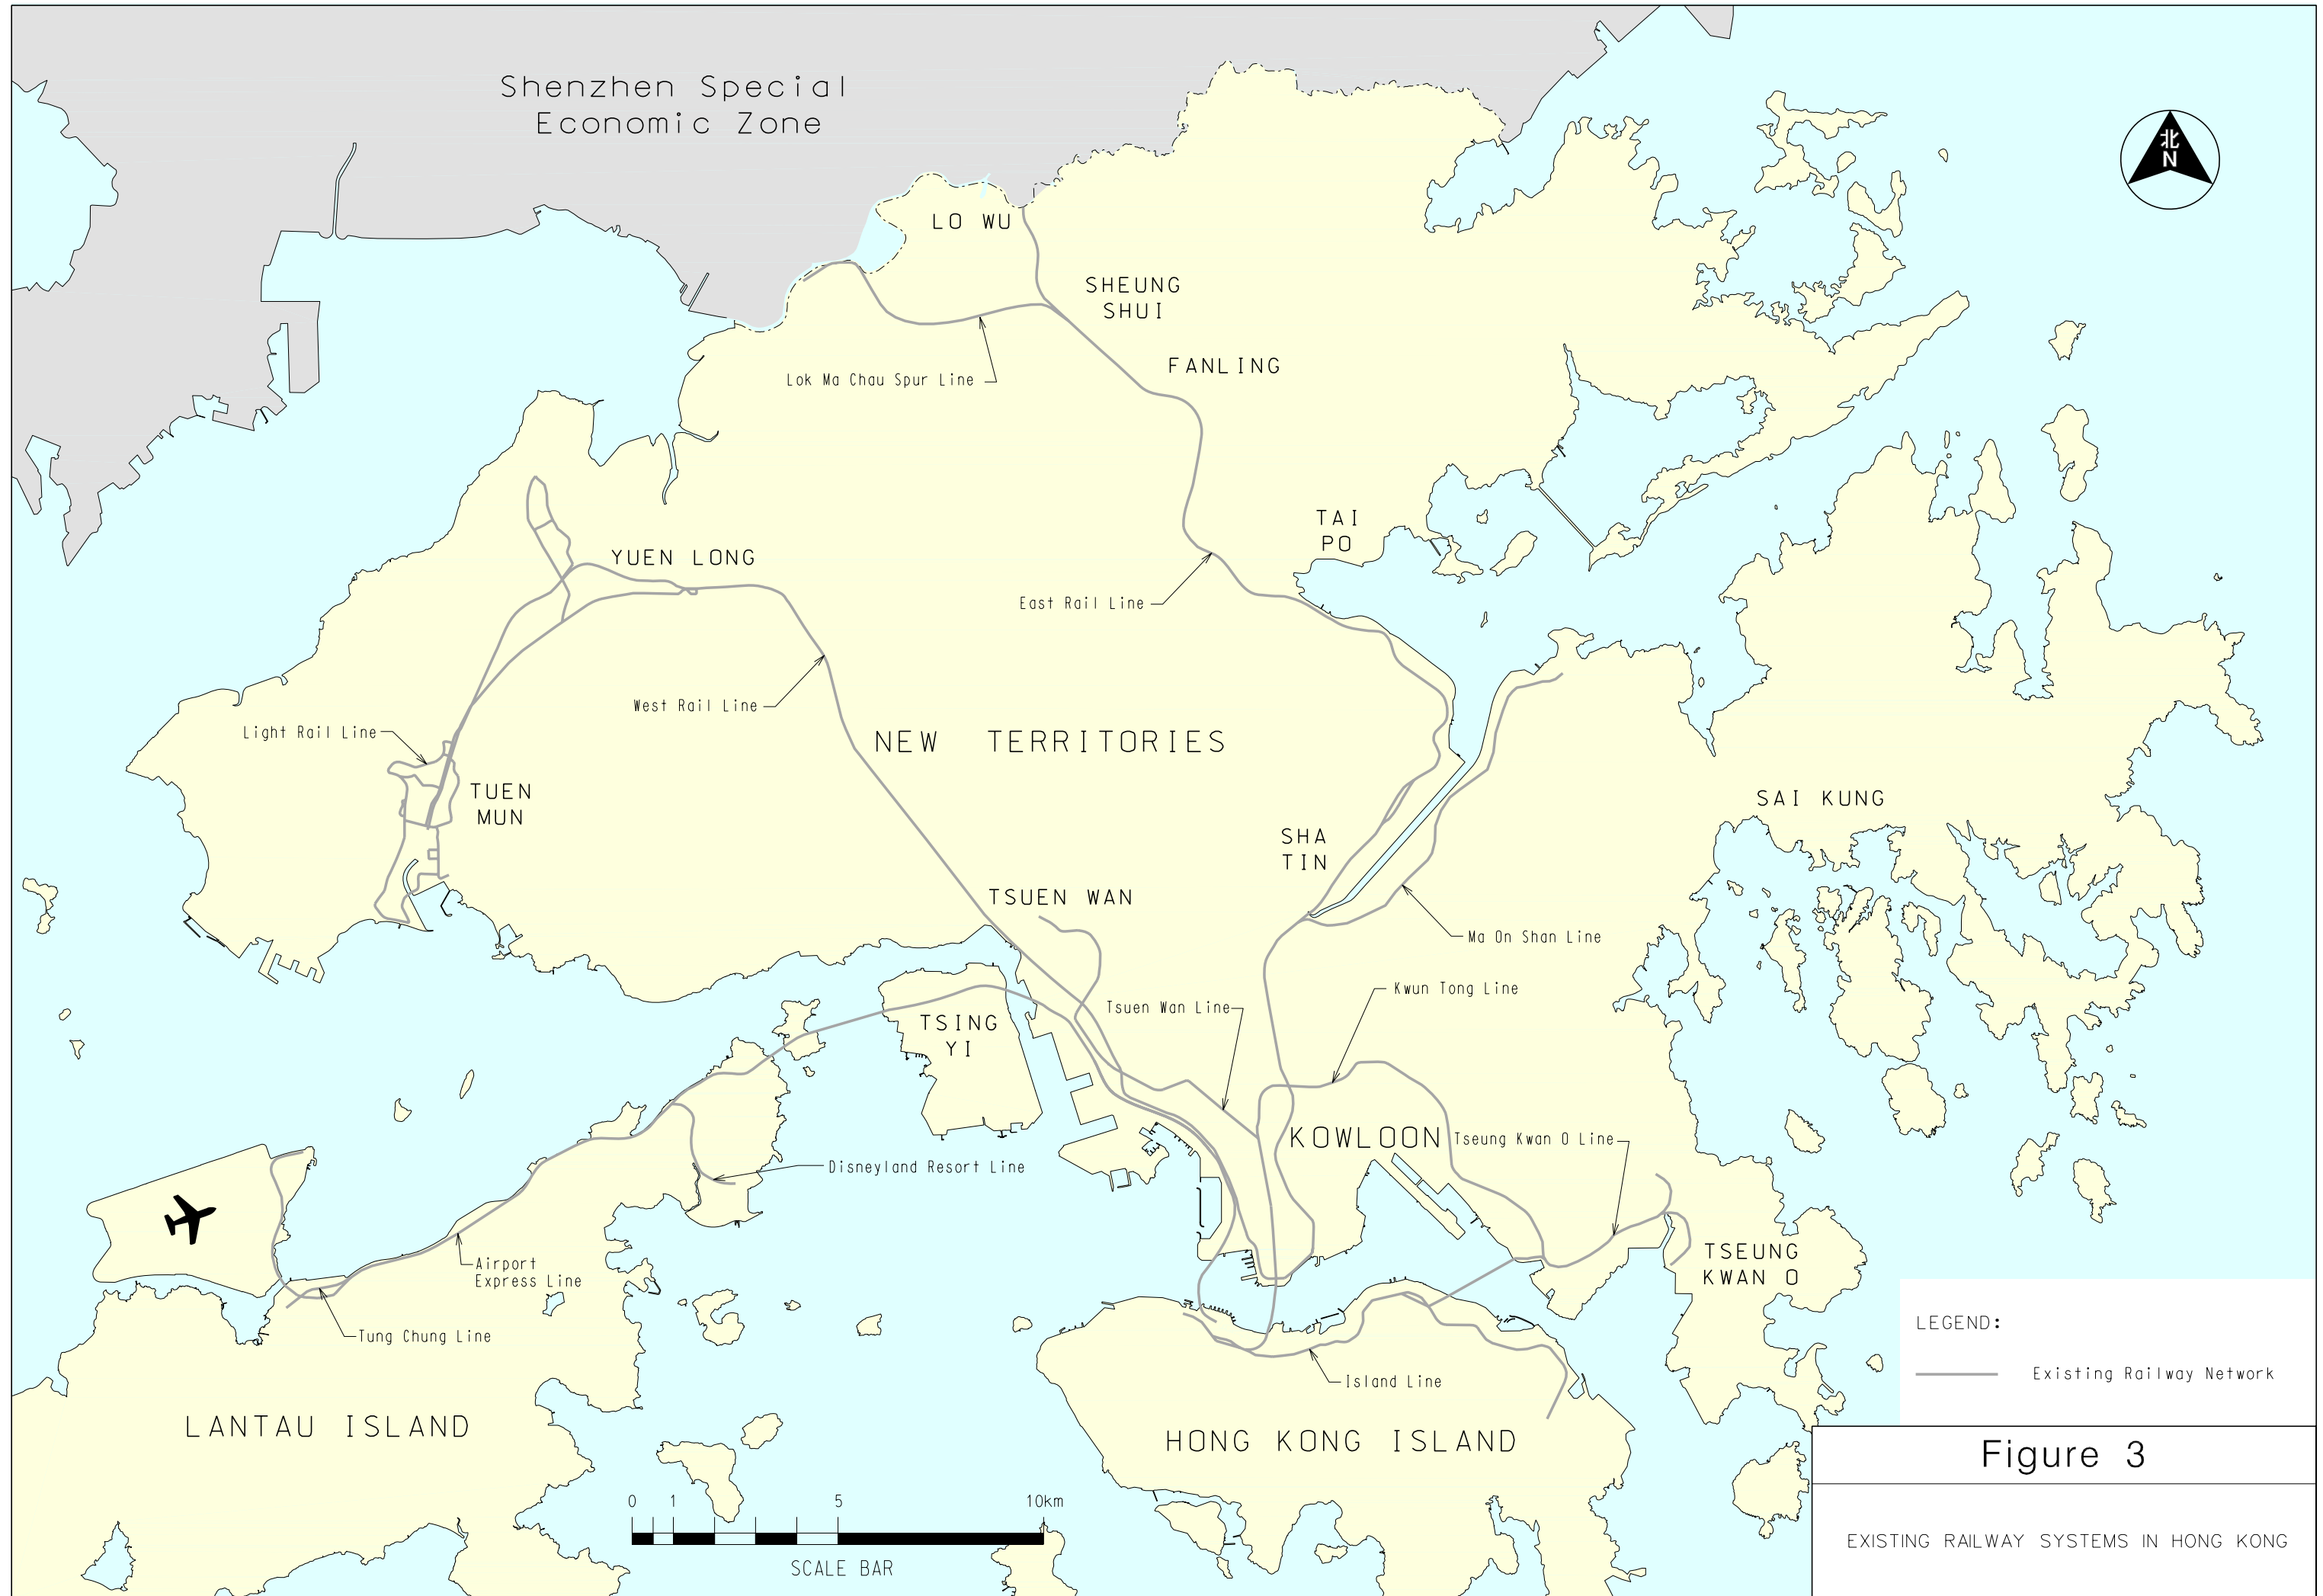 Shenzhen Special
Economic Zone
北
N
LO WU
SHEUNG
SHUI
Lok Ma Chau Spur Line
FANLING
TAI
PO
YUEN LONG
East Rail Line
West Rail Line
Light Rail Line
NEW TERRITORIES
TUEN
MUN
SAI KUNG
SHA
TIN
TSUEN WAN
Ma On Shan Line
Kwun Tong Line
Tsuen Wan Line
TSING
YI
KOWLOON
Tseung Kwan O Line
Disneyland Resort Line
TSEUNG
KWAN O
Airport
Express Line
Tung Chung Line
Island Line
LANTAU ISLAND
HONG KONG ISLAND
LEGEND:
Existing Railway Network
0 1 5 10km
SCALE BAR
Figure 3
EXISTING RAILWAY SYSTEMS IN HONG KONG